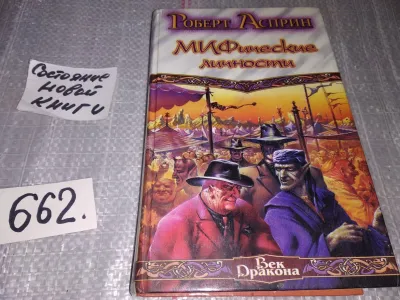 Состояние
новой
книги
662.
Роберт Асприн
МИФические
личности
Век
Дракона